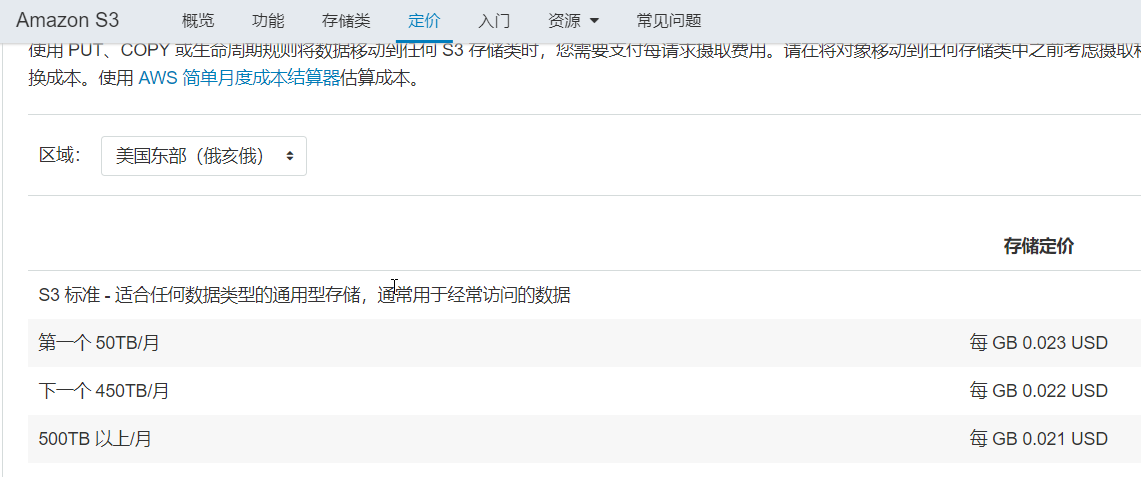 Amazon S3 概览 功能 存储类 定价 入门 资源 常见问题
使用 PUT、COPY 或生命周期规则将数据移动到任何 S3 存储类时，您需要支付每请求摄取费用。请在将对象移动到任何存储类中之前考虑摄取
换成本。使用 AWS 简单月度成本结算器估算成本。
区域： 美国东部（俄亥俄）
存储定价
S3 标准 - 适合任何数据类型的通用型存储，通常用于经常访问的数据
第一个 50TB/月 每 GB 0.023 USD
下一个 450TB/月 每 GB 0.022 USD
500TB 以上/月 每 GB 0.021 USD